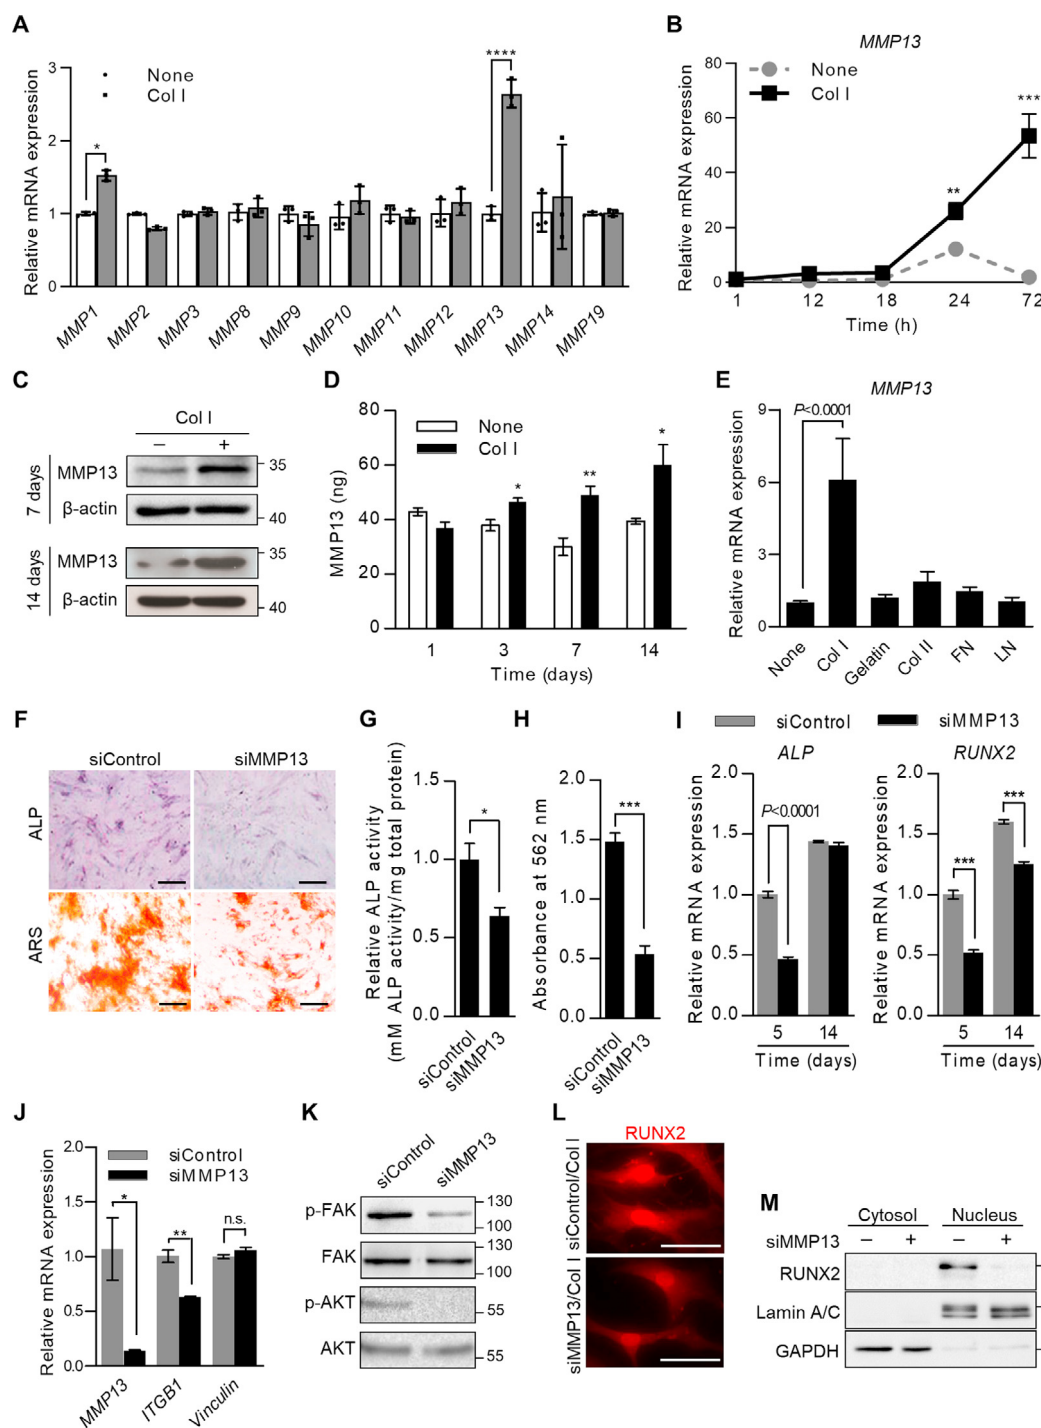 A
Relative mRNA expression
3
2
1
0
None
Col I
*
****
MMP1
MMP2
MMP3
MMP8
MMP9
MMP10
MMP11
MMP12
MMP13
MMP14
MMP19
B
MMP13
None
Col I
Relative mRNA expression
80
60
40
20
0
**
***
1
12
18
24
72
Time (h)
C
Col I
– +
7 days
MMP13
35
β-actin
40
14 days
MMP13
35
β-actin
40
D
None
Col I
MMP13 (ng)
80
60
40
20
0
*
**
*
1
3
7
14
Time (days)
E
MMP13
Relative mRNA expression
9
6
3
0
P<0.0001
None
Col I
Gelatin
Col II
FN
LN
F
siControl
siMMP13
ALP
ARS
G
Relative ALP activity
(mM ALP activity/mg total protein)
1.5
1.0
0.5
0.0
*
siControl
siMMP13
H
Absorbance at 562 nm
2.0
1.5
1.0
0.5
0.0
***
siControl
siMMP13
I
siControl
siMMP13
ALP
Relative mRNA expression
2.0
1.5
1.0
0.5
0.0
P<0.0001
5
14
Time (days)
RUNX2
Relative mRNA expression
2.0
1.5
1.0
0.5
0.0
***
***
5
14
Time (days)
J
siControl
siMMP13
Relative mRNA expression
2.0
1.5
1.0
0.5
0.0
*
**
n.s.
MMP13
ITGB1
Vinculin
K
siControl
siMMP13
p-FAK
130
100
FAK
130
100
p-AKT
55
AKT
55
L
RUNX2
siControl/Col I
siMMP13/Col I
M
Cytosol
Nucleus
siMMP13
– + – +
RUNX2
Lamin A/C
GAPDH